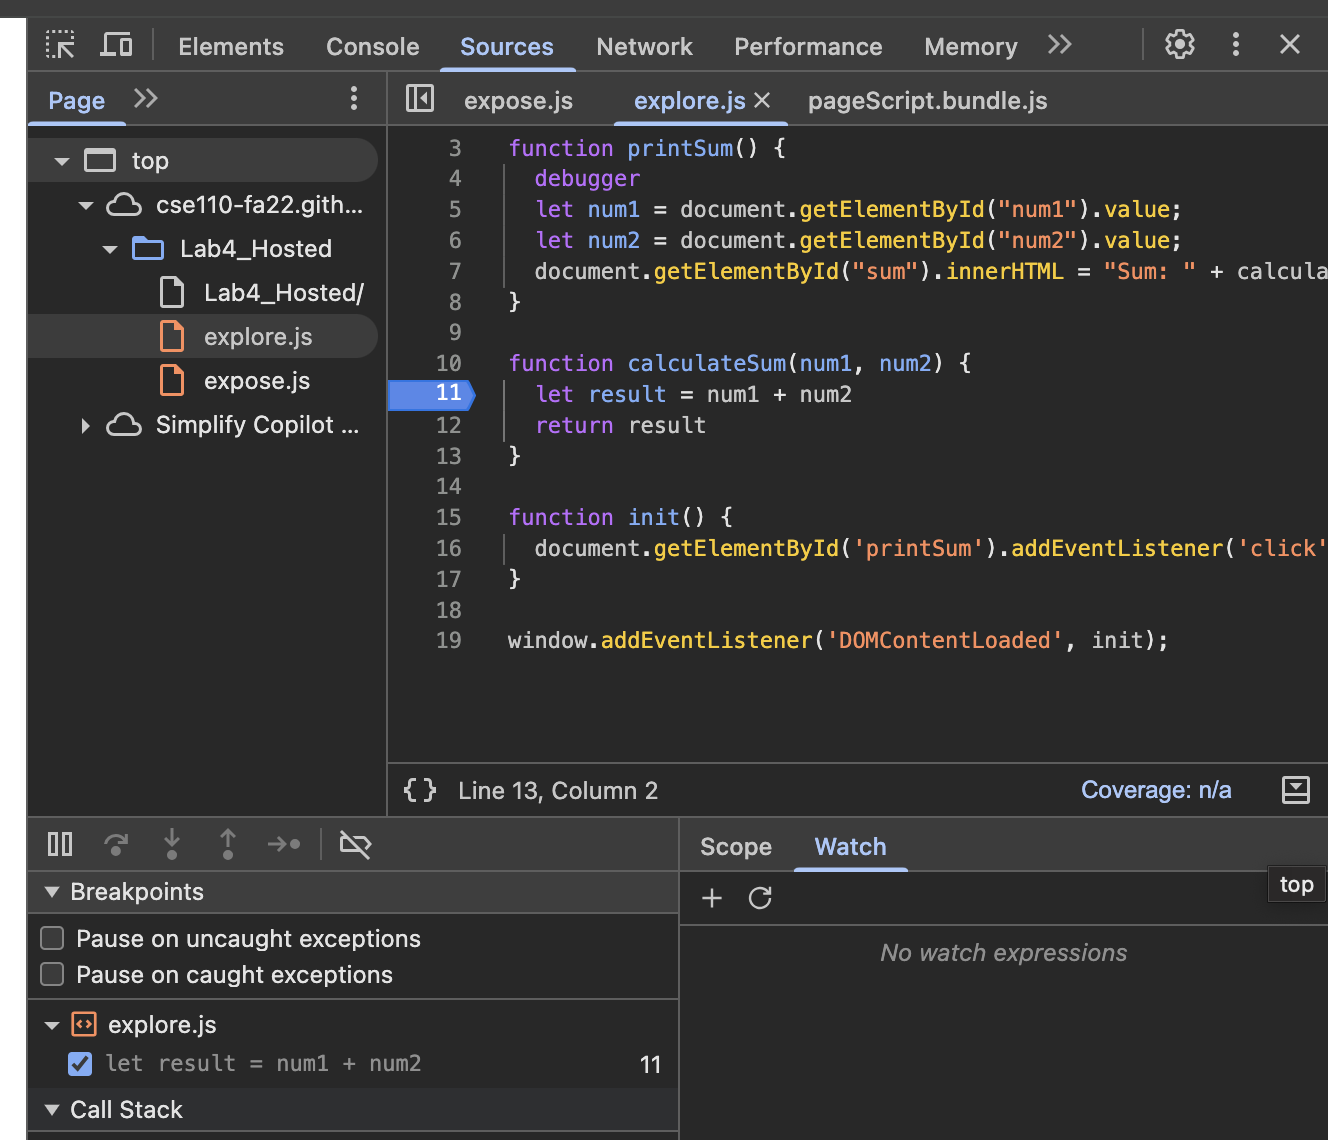 Elements Console Sources Network Performance Memory
Page expose.js explore.js pageScript.bundle.js
top
cse110-fa22.gith...
Lab4_Hosted
Lab4_Hosted/
explore.js
expose.js
Simplify Copilot ...
3 function printSum() {
4 debugger
5 let num1 = document.getElementById("num1").value;
6 let num2 = document.getElementById("num2").value;
7 document.getElementById("sum").innerHTML = "Sum: " + calcula
8 }
9
10 function calculateSum(num1, num2) {
11 let result = num1 + num2
12 return result
13 }
14
15 function init() {
16 document.getElementById('printSum').addEventListener('click'
17 }
18
19 window.addEventListener('DOMContentLoaded', init);
{} Line 13, Column 2 Coverage: n/a
Breakpoints
Pause on uncaught exceptions
Pause on caught exceptions
explore.js
let result = num1 + num2 11
Call Stack
Scope Watch
top
No watch expressions